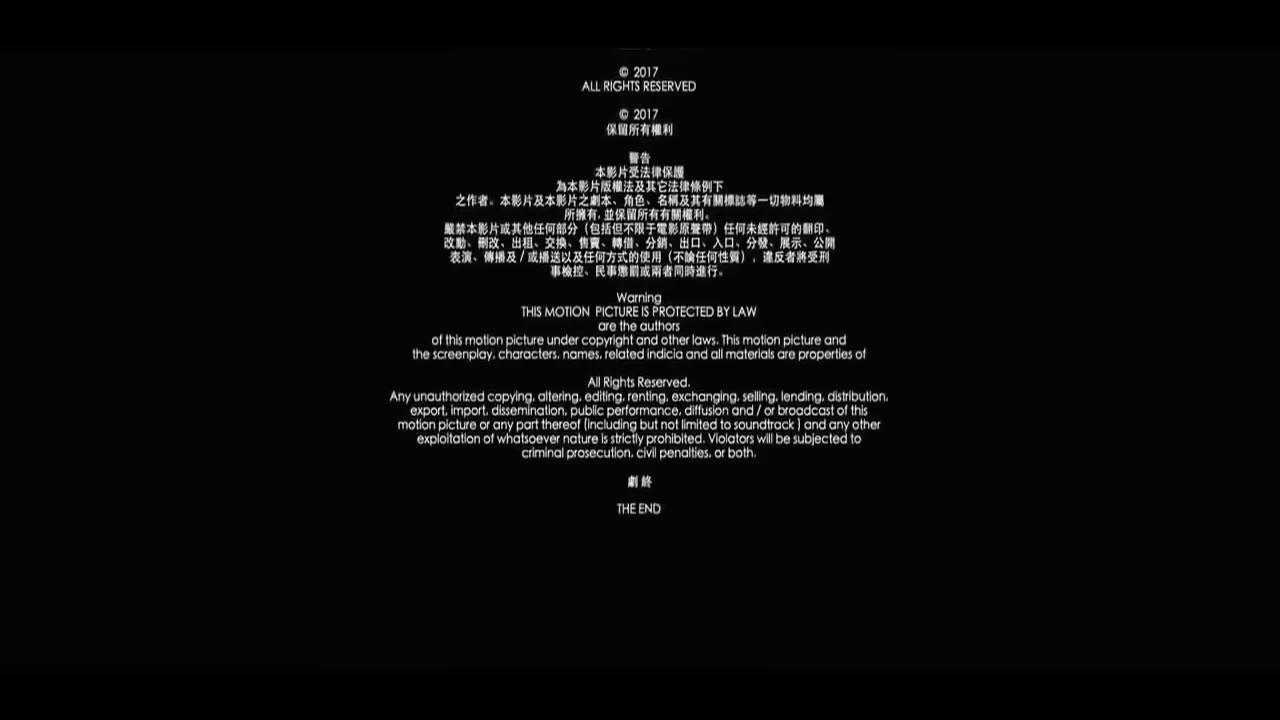 © 2017
ALL RIGHTS RESERVED
© 2017
保留所有權利
警告
本影片受法律保護
為本影片版權法及其它法律條例下
之作者。本影片及本影片之劇本、角色、名稱及其有關標誌等一切物料均屬
所擁有, 並保留所有有關權利。
嚴禁本影片或其他任何部分（包括但不限于電影原聲帶）任何未經許可的翻印、
改動、刪改、出租、交換、售賣、轉借、分銷、出口、入口、分發、展示、公開
表演、傳播及 / 或播送以及任何方式的使用（不論任何性質）, 違反者將受刑
事檢控、民事懲罰或兩者同時進行。
Warning
THIS MOTION PICTURE IS PROTECTED BY LAW
are the authors
of this motion picture under copyright and other laws. This motion picture and
the screenplay, characters, names, related indicia and all materials are properties of
All Rights Reserved.
Any unauthorized copying, altering, editing, renting, exchanging, selling, lending, distribution,
export, import, dissemination, public performance, diffusion and / or broadcast of this
motion picture or any part thereof (including but not limited to soundtrack ) and any other
exploitation of whatsoever nature is strictly prohibited. Violators will be subjected to
criminal prosecution, civil penalties, or both.
劇 終
THE END